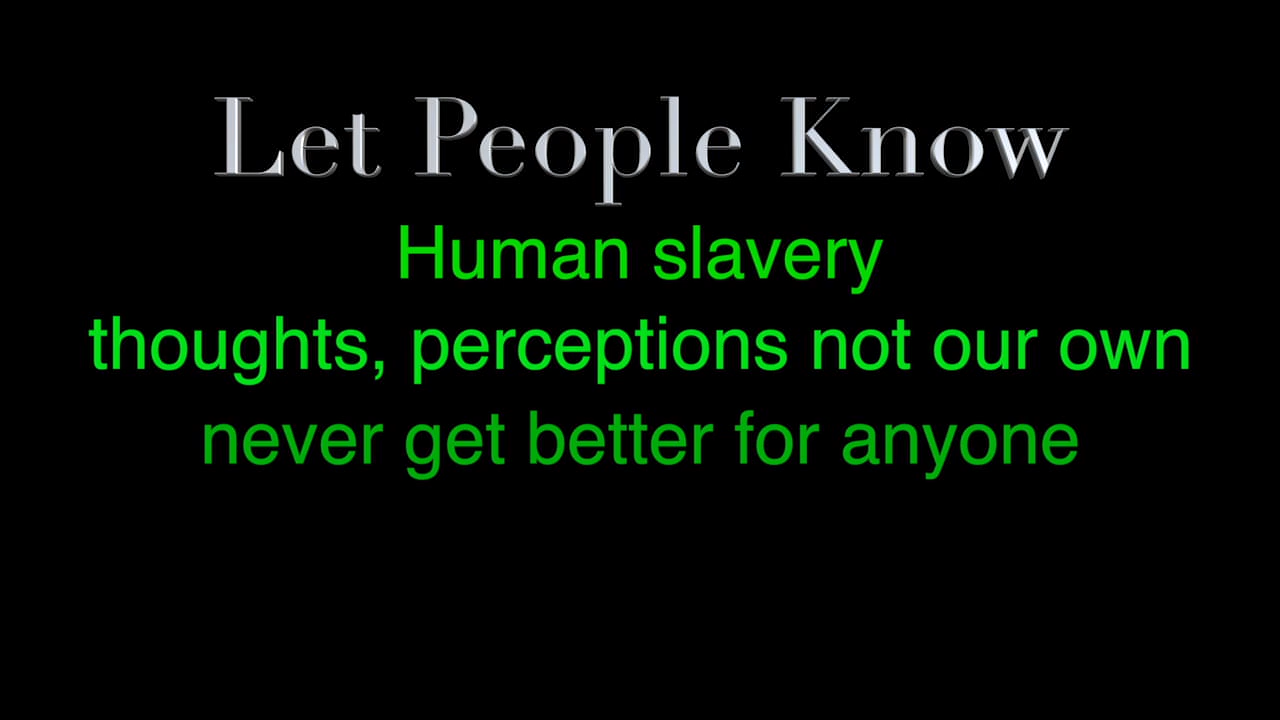 Let People Know
Human slavery
thoughts, perceptions not our own
never get better for anyone